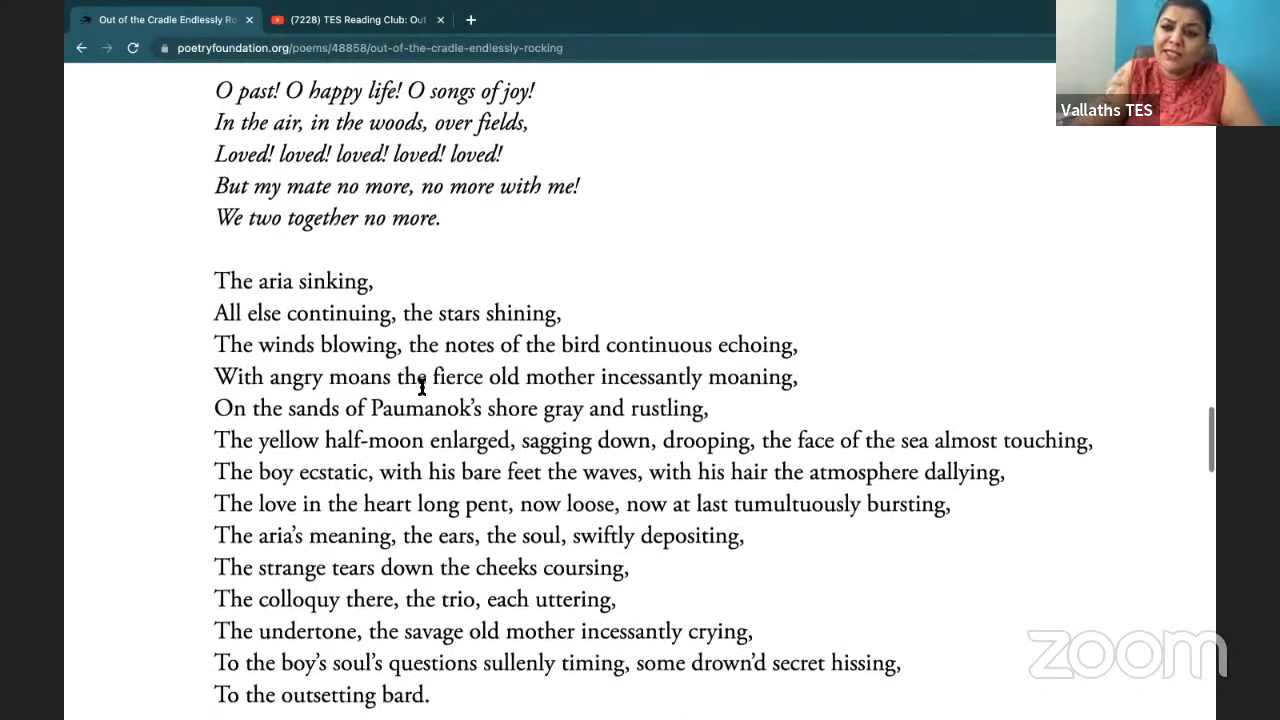 Out of the Cradle Endlessly Ro
(7228) TES Reading Club: Out
poetryfoundation.org/poems/48858/out-of-the-cradle-endlessly-rocking
Vallaths TES
O past! O happy life! O songs of joy!
In the air, in the woods, over fields,
Loved! loved! loved! loved! loved!
But my mate no more, no more with me!
We two together no more.
The aria sinking,
All else continuing, the stars shining,
The winds blowing, the notes of the bird continuous echoing,
With angry moans the fierce old mother incessantly moaning,
On the sands of Paumanok’s shore gray and rustling,
The yellow half-moon enlarged, sagging down, drooping, the face of the sea almost touching,
The boy ecstatic, with his bare feet the waves, with his hair the atmosphere dallying,
The love in the heart long pent, now loose, now at last tumultuously bursting,
The aria’s meaning, the ears, the soul, swiftly depositing,
The strange tears down the cheeks coursing,
The colloquy there, the trio, each uttering,
The undertone, the savage old mother incessantly crying,
To the boy’s soul’s questions sullenly timing, some drown’d secret hissing,
To the outsetting bard.
zoom